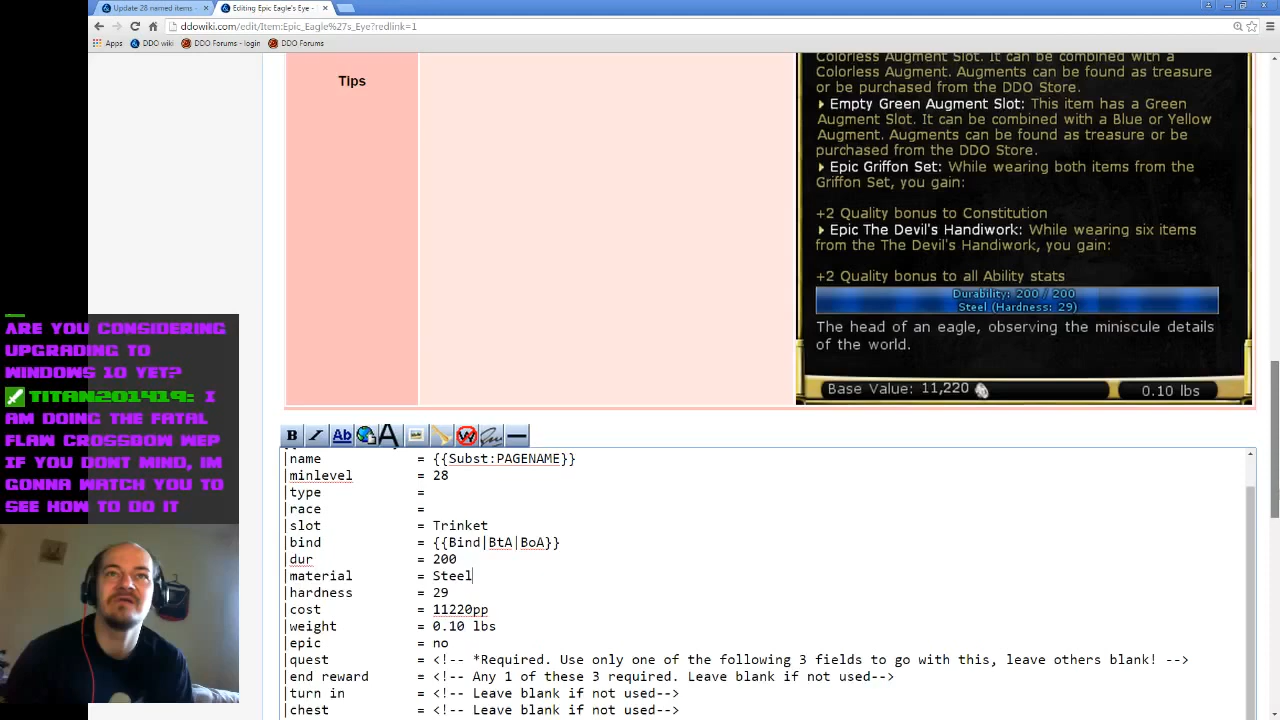 Update 28 named items -
Editing Epic Eagle's Eye -
ddowiki.com/edit/Item:Epic_Eagle%27s_Eye?redlink=1
Apps DDO wiki DDO Forums - login DDO Forums
Tips
Colorless Augment Slot. It can be combined with a
Colorless Augment. Augments can be found as treasure
or be purchased from the DDO Store.
Empty Green Augment Slot: This item has a Green
Augment Slot. It can be combined with a Blue or Yellow
Augment. Augments can be found as treasure or be
purchased from the DDO Store.
Epic Griffon Set: While wearing both items from the
Griffon Set, you gain:
+2 Quality bonus to Constitution
Epic The Devil's Handiwork: While wearing six items
from the The Devil's Handiwork, you gain:
+2 Quality bonus to all Ability stats
Durability: 200 / 200
Steel (Hardness: 29)
The head of an eagle, observing the miniscule details
of the world.
Base Value: 11,220
0.10 lbs
ARE YOU CONSIDERING
UPGRADING TO
WINDOWS 10 YET?
TITAN201419: I
AM DOING THE FATAL
FLAW CROSSBOW WEP
IF YOU DONT MIND, IM
GONNA WATCH YOU TO
SEE HOW TO DO IT
B I Ab A W
|name = {{Subst:PAGENAME}}
|minlevel = 28
|type =
|race =
|slot = Trinket
|bind = {{Bind|BtA|BoA}}
|dur = 200
|material = Steel
|hardness = 29
|cost = 11220pp
|weight = 0.10 lbs
|epic = no
|quest = <!-- *Required. Use only one of the following 3 fields to go with this, leave others blank! -->
|end reward = <!-- Any 1 of these 3 required. Leave blank if not used-->
|turn in = <!-- Leave blank if not used-->
|chest = <!-- Leave blank if not used-->